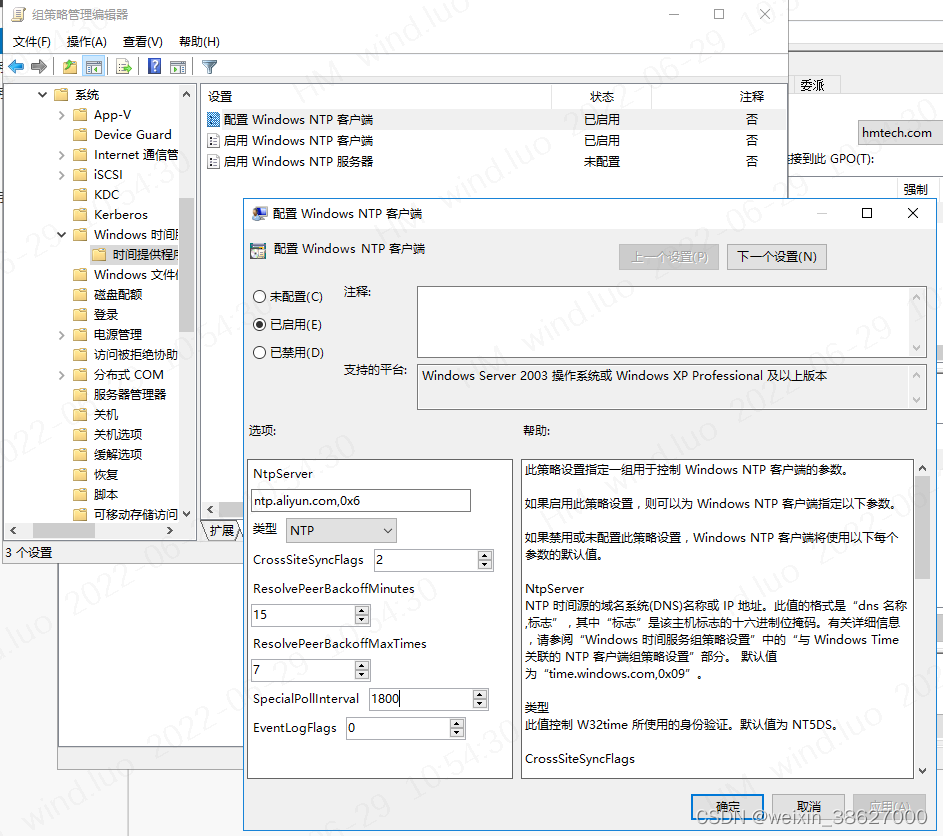 组策略管理编辑器
文件(F) 操作(A) 查看(V) 帮助(H)
系统
App-V
Device Guard
Internet 通信管
iSCSI
KDC
Kerberos
Windows 时间
时间提供程
Windows 文件
磁盘配额
登录
电源管理
访问被拒绝协助
分布式 COM
服务器管理器
关机
关机选项
缓解选项
恢复
脚本
可移动存储访问
3 个设置
设置 状态 注释
配置 Windows NTP 客户端 已启用 否
启用 Windows NTP 客户端 已启用 否
启用 Windows NTP 服务器 未配置 否
扩展
委派
hmtech.com
接到此 GPO(T):
强制
配置 Windows NTP 客户端
配置 Windows NTP 客户端
上一个设置(P) 下一个设置(N)
未配置(C) 注释:
已启用(E)
已禁用(D)
支持的平台: Windows Server 2003 操作系统或 Windows XP Professional 及以上版本
选项: 帮助:
NtpServer
ntp.aliyun.com,0x6
类型 NTP
CrossSiteSyncFlags 2
ResolvePeerBackoffMinutes
15
ResolvePeerBackoffMaxTimes
7
SpecialPollInterval 1800
EventLogFlags 0
此策略设置指定一组用于控制 Windows NTP 客户端的参数。
如果启用此策略设置，则可以为 Windows NTP 客户端指定以下参数。
如果禁用或未配置此策略设置，Windows NTP 客户端将使用以下每个
参数的默认值。
NtpServer
NTP 时间源的域名系统(DNS)名称或 IP 地址。此值的格式是“dns 名称
,标志”，其中“标志”是该主机标志的十六进制位掩码。有关详细信息
，请参阅“Windows 时间服务组策略设置”中的“与 Windows Time
关联的 NTP 客户端组策略设置”部分。 默认值
为“time.windows.com,0x09”。
类型
此值控制 W32time 所使用的身份验证。默认值为 NT5DS。
CrossSiteSyncFlags
确定 取消 应用(A)
CSDN @weixin_38627000
HM_wind.luo 2022-06-29 10:54:30